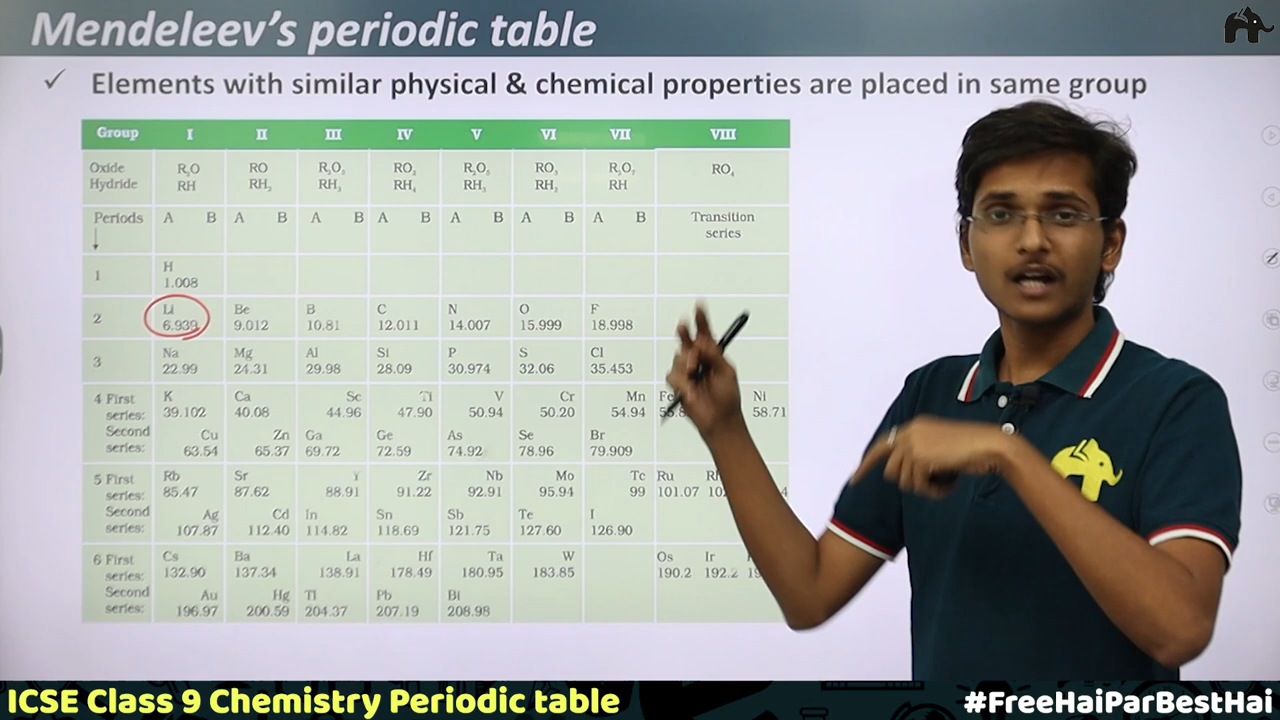 Mendeleev's periodic table
✓ Elements with similar physical & chemical properties are placed in same group
Group I II III IV V VI VII VIII
Oxide R₂O RO R₂O₃ RO₂ R₂O₅ RO₃ R₂O₇ RO₄
Hydride RH RH₂ RH₃ RH₄ RH₃ RH₂ RH
Periods A B A B A B A B A B A B A B Transition
↓ series
1 H
1.008
2 Li Be B C N O F
6.939 9.012 10.81 12.011 14.007 15.999 18.998
3 Na Mg Al Si P S Cl
22.99 24.31 29.98 28.09 30.974 32.06 35.453
4 First K Ca Sc Ti V Cr Mn Fe Ni
series: 39.102 40.08 44.96 47.90 50.94 50.20 54.94 58.71
Second Cu Zn Ga Ge As Se Br
series: 63.54 65.37 69.72 72.59 74.92 78.96 79.909
5 First Rb Sr Y Zr Nb Mo Tc Ru
series: 85.47 87.62 88.91 91.22 92.91 95.94 99 101.07
Second Ag Cd In Sn Sb Te I
series: 107.87 112.40 114.82 118.69 121.75 127.60 126.90
6 First Cs Ba La Hf Ta W Os Ir
series: 132.90 137.34 138.91 178.49 180.95 183.85 190.2 192.2
Second Au Hg Tl Pb Bi
series: 196.97 200.59 204.37 207.19 208.98
ICSE Class 9 Chemistry Periodic table
#FreeHaiParBestHai